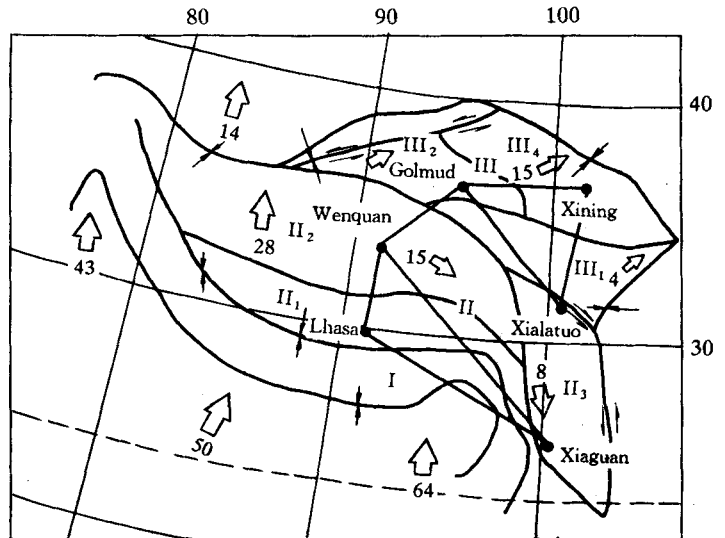 80 90 100
40
14
III₂ III₄
Golmud III 15
Xining
Wenquan
II₂
28
15
III₁ 4
43
II₁
II
Lhasa Xialatuo
30
I 8 II₃
50
Xiaguan
64